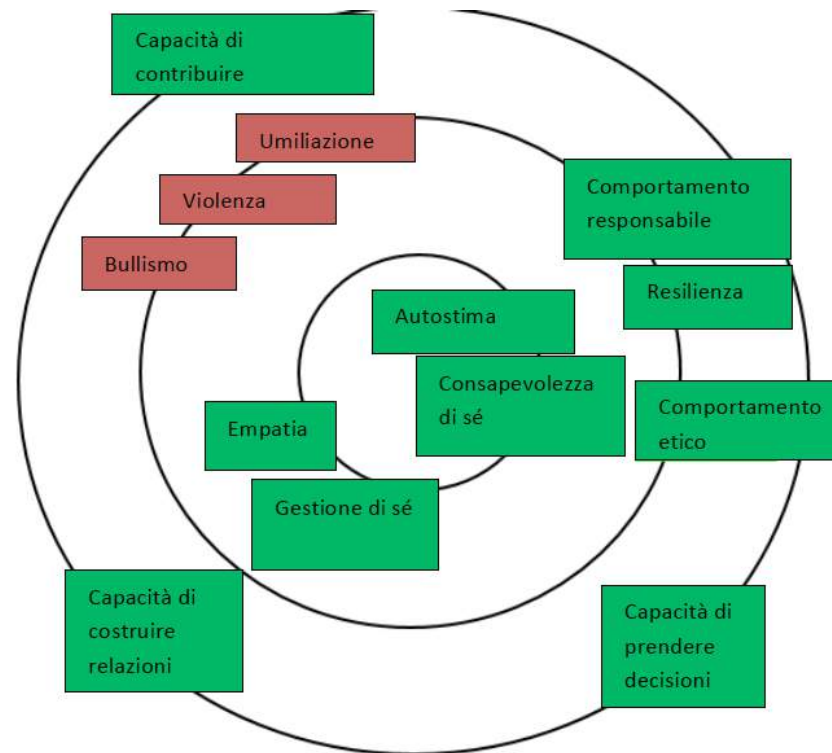 Capacità di
contribuire
Umiliazione
Violenza
Bullismo
Comportamento
responsabile
Resilienza
Autostima
Consapevolezza
di sé
Comportamento
etico
Empatia
Gestione di sé
Capacità di
costruire
relazioni
Capacità di
prendere
decisioni